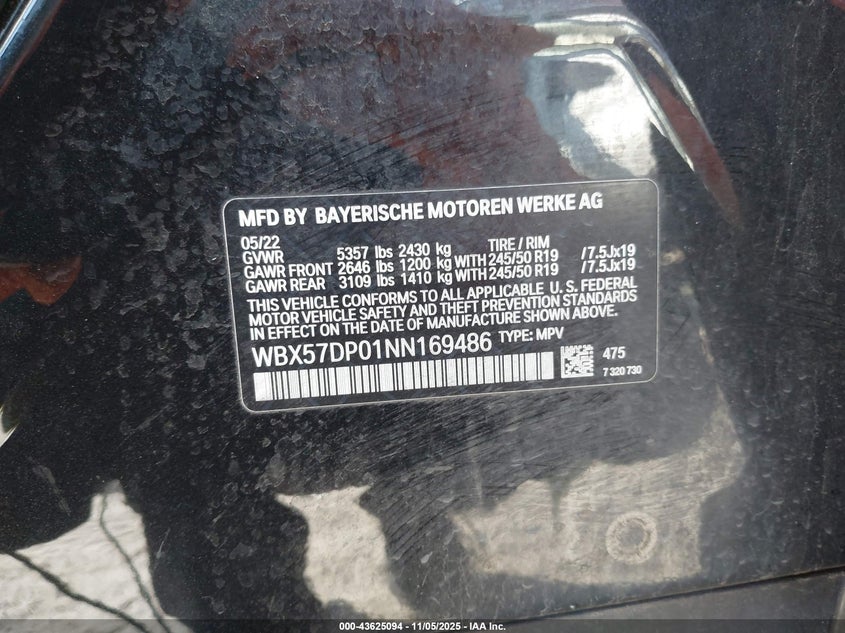 MFD BY BAYERISCHE MOTOREN WERKE AG
05/22 TIRE / RIM
GVWR 5357 lbs 2430 kg
GAWR FRONT 2646 lbs 1200 kg WITH 245/50 R19 /7.5Jx19
GAWR REAR 3109 lbs 1410 kg WITH 245/50 R19 /7.5Jx19
THIS VEHICLE CONFORMS TO ALL APPLICABLE U. S. FEDERAL
MOTOR VEHICLE SAFETY AND THEFT PREVENTION STANDARDS
IN EFFECT ON THE DATE OF MANUFACTURE SHOWN ABOVE.
WBX57DP01NN169486 TYPE: MPV
475
7 320 730
000-43625094 - 11/05/2025 - IAA Inc.